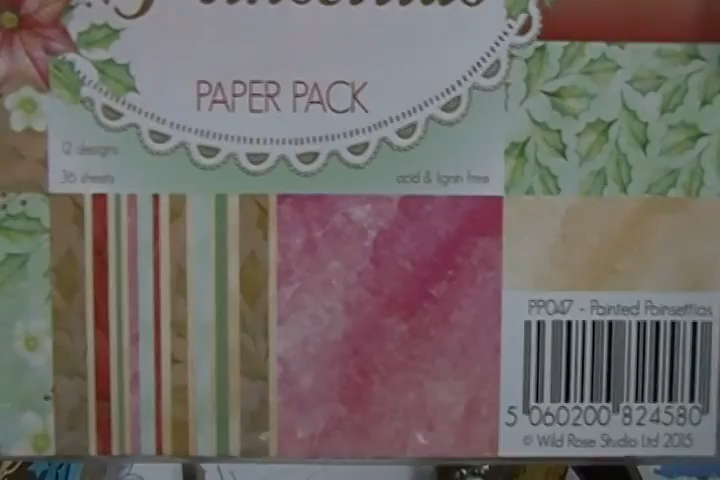 PAPER PACK
12 designs
36 sheets
acid & lignin free
PP047 - Painted Poinsettias
5 060200 824580
© Wild Rose Studio Ltd 2015